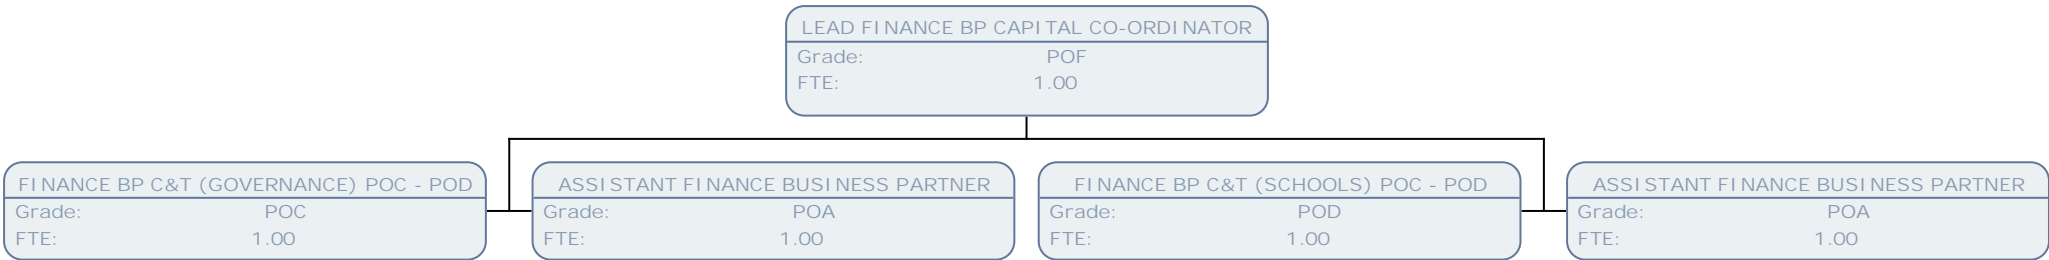 LEAD FINANCE BP CAPITAL CO-ORDINATOR
Grade: POF
FTE: 1.00
FINANCE BP C&T (GOVERNANCE) POC - POD
Grade: POC
FTE: 1.00
ASSISTANT FINANCE BUSINESS PARTNER
Grade: POA
FTE: 1.00
FINANCE BP C&T (SCHOOLS) POC - POD
Grade: POD
FTE: 1.00
ASSISTANT FINANCE BUSINESS PARTNER
Grade: POA
FTE: 1.00